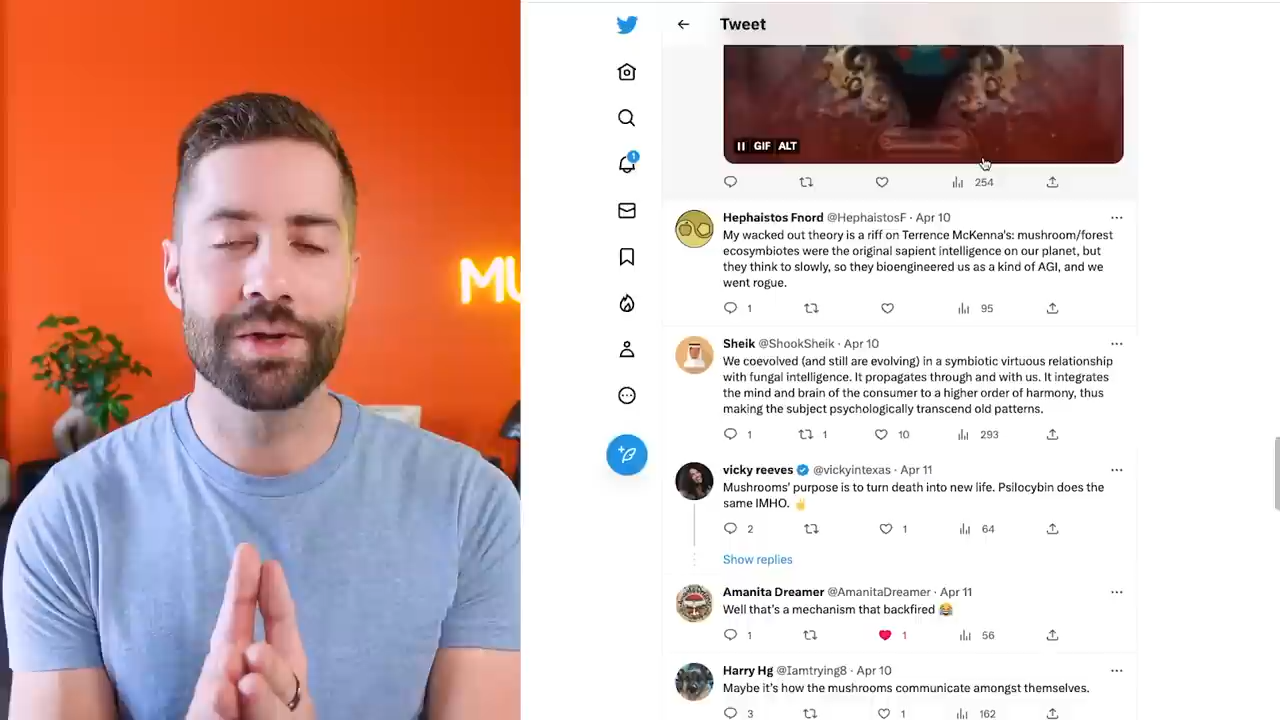 MU
Tweet
GIF ALT
254
1
Hephaistos Fnord @HephaistosF · Apr 10
My wacked out theory is a riff on Terrence McKenna's: mushroom/forest
ecosymbiotes were the original sapient intelligence on our planet, but
they think to slowly, so they bioengineered us as a kind of AGI, and we
went rogue.
1 95
Sheik @ShookSheik · Apr 10
We coevolved (and still are evolving) in a symbiotic virtuous relationship
with fungal intelligence. It propagates through and with us. It integrates
the mind and brain of the consumer to a higher order of harmony, thus
making the subject psychologically transcend old patterns.
1 1 10 293
vicky reeves @vickyintexas · Apr 11
Mushrooms' purpose is to turn death into new life. Psilocybin does the
same IMHO. ✌️
2 1 64
Show replies
Amanita Dreamer @AmanitaDreamer · Apr 11
Well that's a mechanism that backfired 😂
1 1 56
Harry Hg @Iamtrying8 · Apr 10
Maybe it's how the mushrooms communicate amongst themselves.
3 1 162